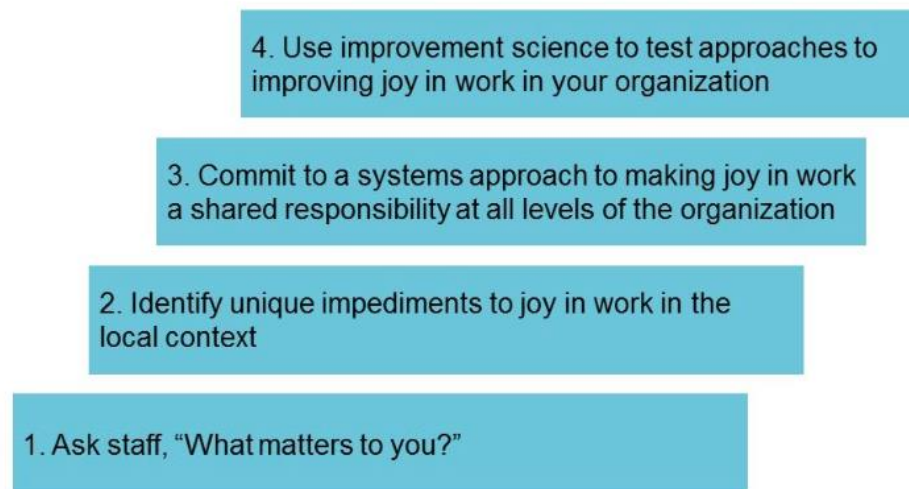 4. Use improvement science to test approaches to
improving joy in work in your organization
3. Commit to a systems approach to making joy in work
a shared responsibility at all levels of the organization
2. Identify unique impediments to joy in work in the
local context
1. Ask staff, “What matters to you?”